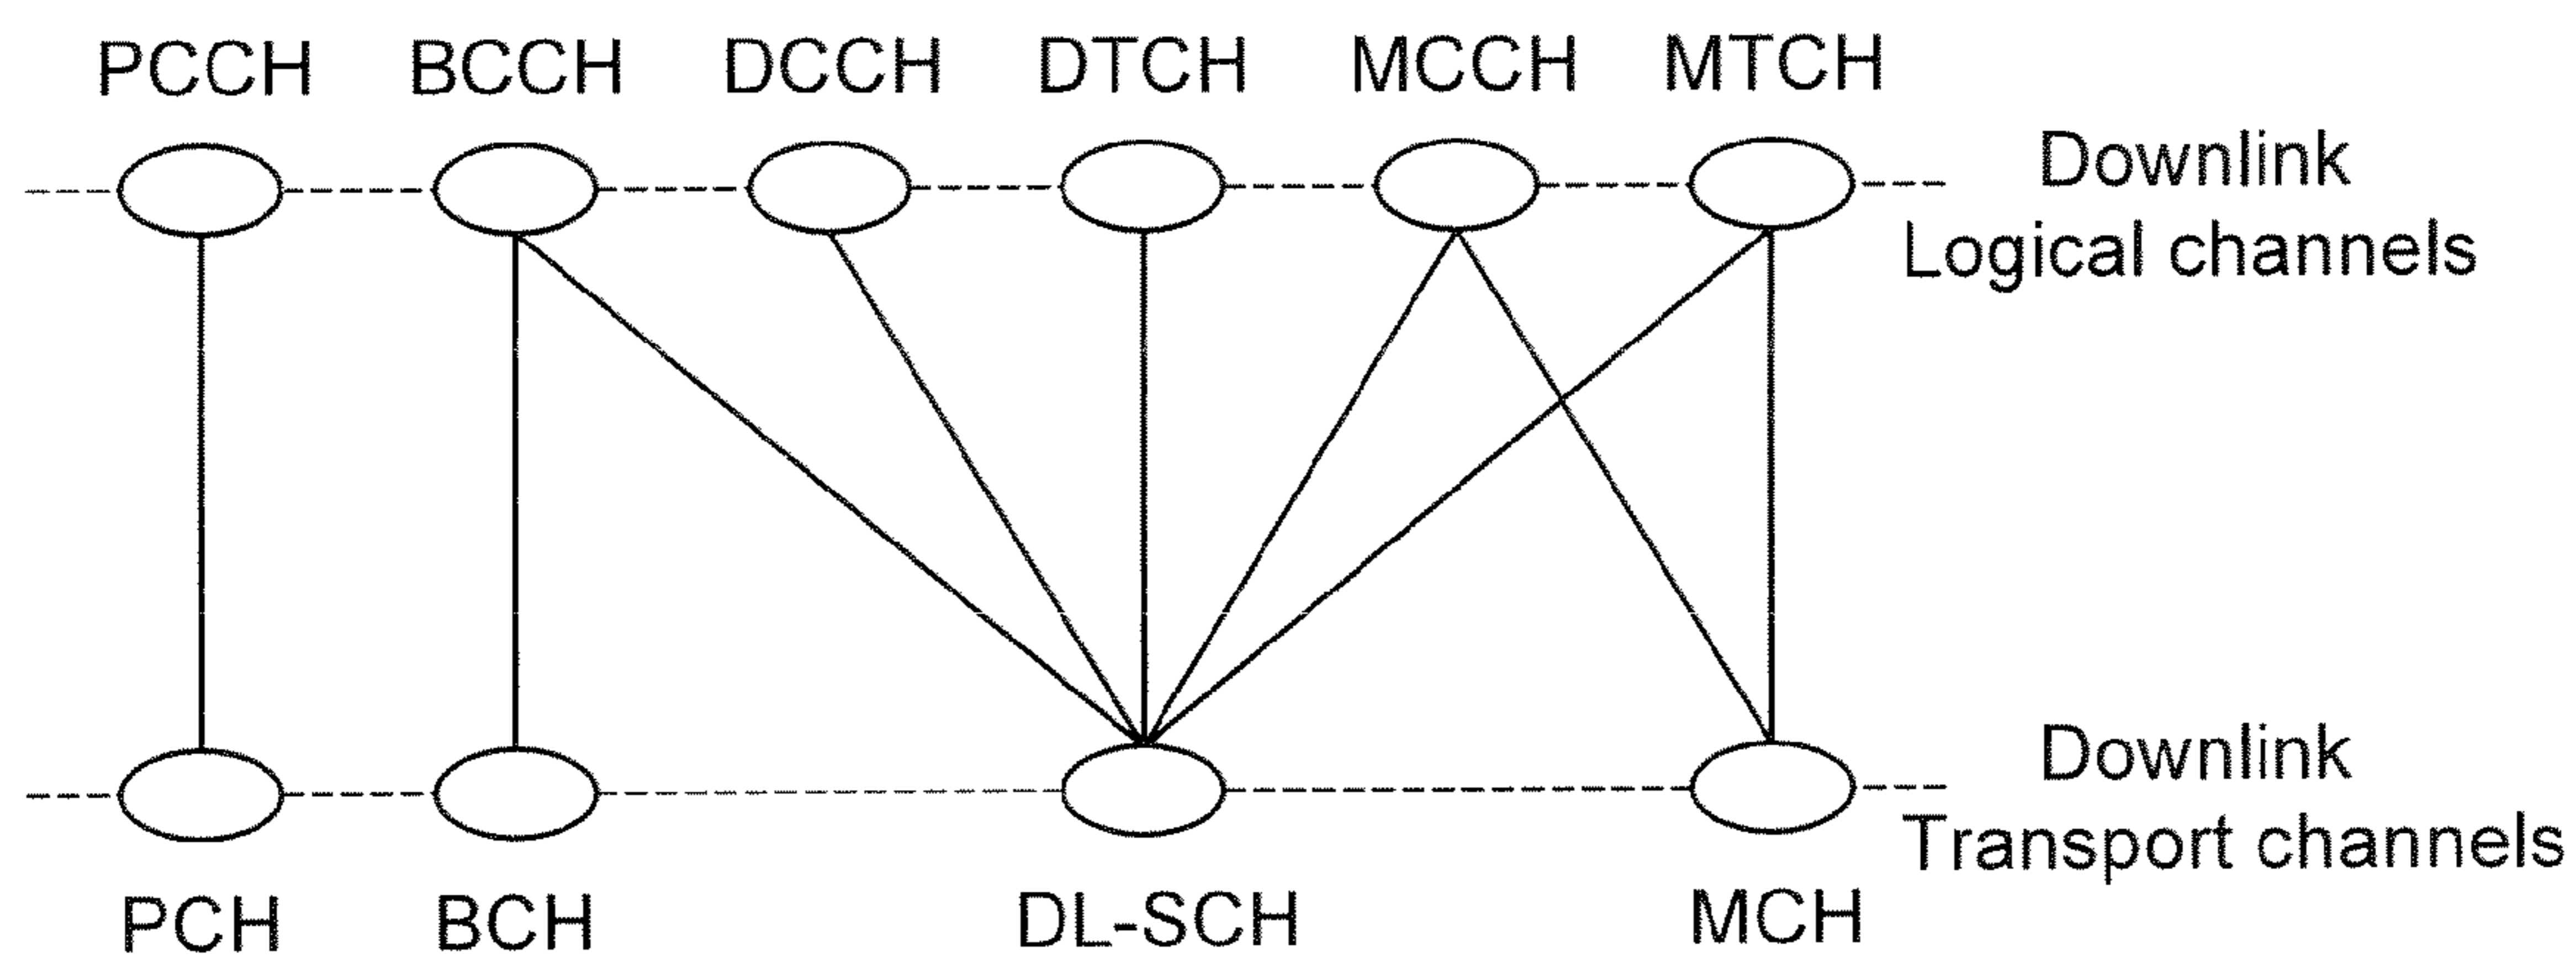 PCCH BCCH DCCH DTCH MCCH MTCH
Downlink
Logical channels
Downlink
Transport channels
PCH BCH DL-SCH MCH